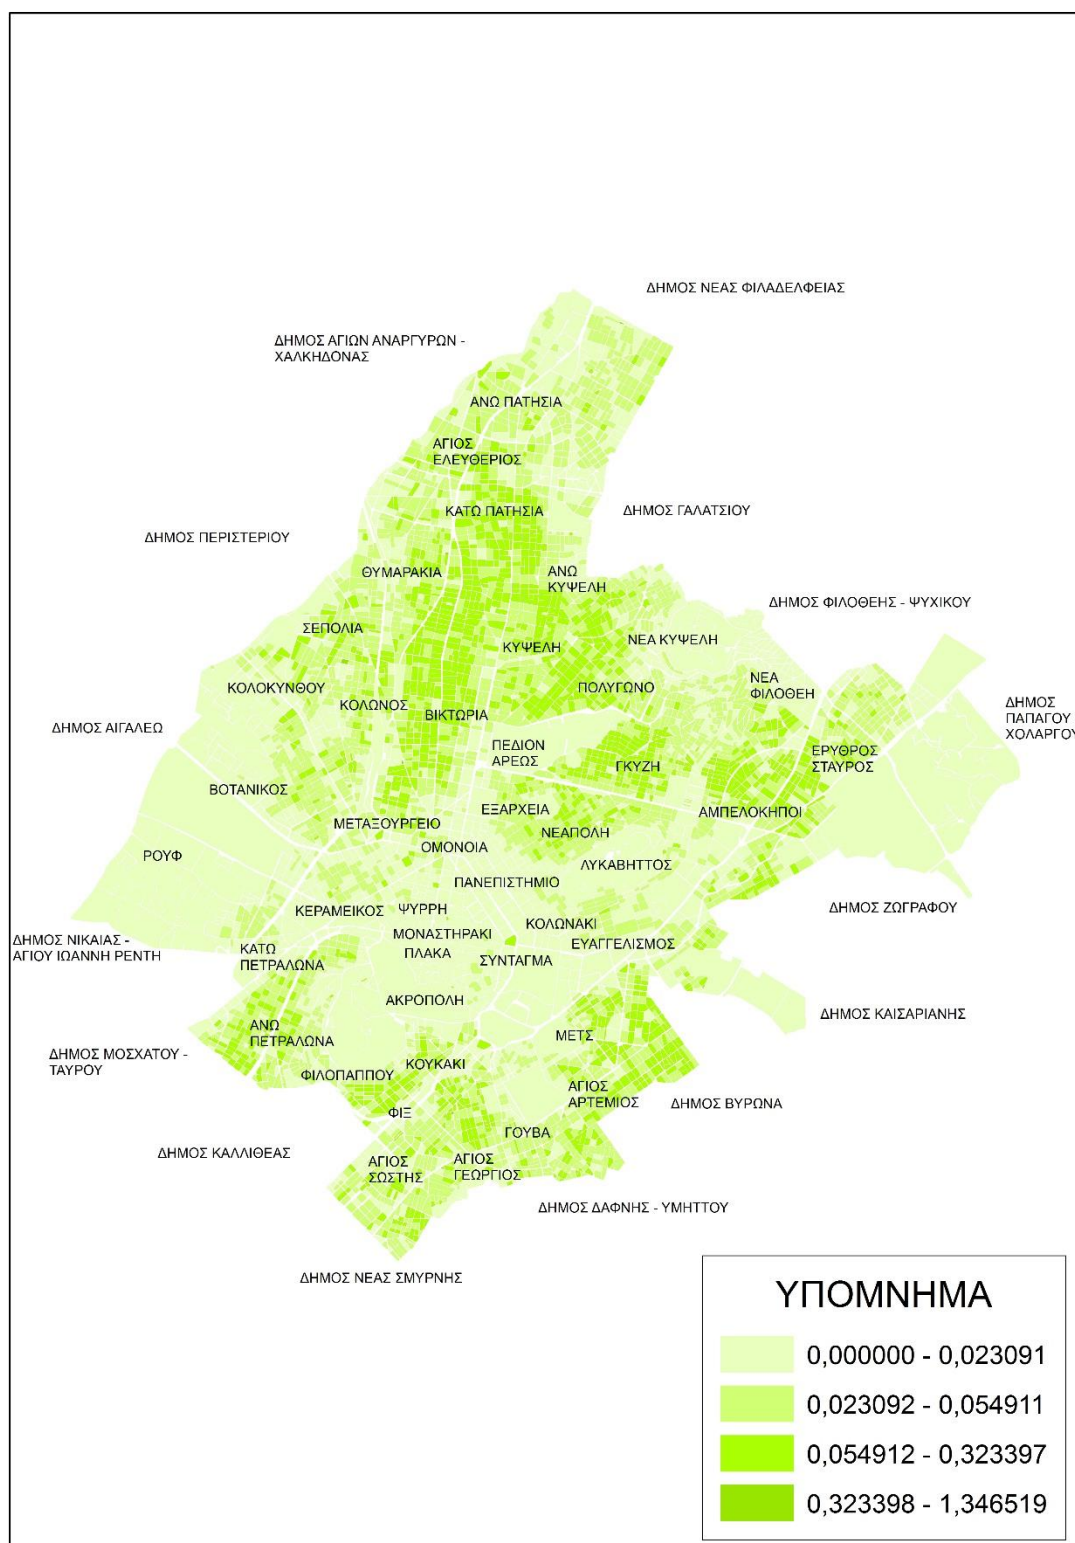 ΔΗΜΟΣ ΝΕΑΣ ΦΙΛΑΔΕΛΦΕΙΑΣ
ΔΗΜΟΣ ΑΓΙΩΝ ΑΝΑΡΓΥΡΩΝ -
ΧΑΛΚΗΔΟΝΑΣ
ΑΝΩ ΠΑΤΗΣΙΑ
ΑΓΙΟΣ
ΕΛΕΥΘΕΡΙΟΣ
ΚΑΤΩ ΠΑΤΗΣΙΑ
ΔΗΜΟΣ ΓΑΛΑΤΣΙΟΥ
ΔΗΜΟΣ ΠΕΡΙΣΤΕΡΙΟΥ
ΘΥΜΑΡΑΚΙΑ
ΑΝΩ
ΚΥΨΕΛΗ
ΔΗΜΟΣ ΦΙΛΟΘΕΗΣ - ΨΥΧΙΚΟΥ
ΣΕΠΟΛΙΑ
ΚΥΨΕΛΗ
ΝΕΑ ΚΥΨΕΛΗ
ΚΟΛΟΚΥΝΘΟΥ
ΠΟΛΥΓΩΝΟ
ΝΕΑ
ΦΙΛΟΘΕΗ
ΚΟΛΩΝΟΣ
ΒΙΚΤΩΡΙΑ
ΔΗΜΟΣ
ΠΑΠΑΓΟΥ
ΧΟΛΑΡΓΟΥ
ΔΗΜΟΣ ΑΙΓΑΛΕΩ
ΠΕΔΙΟΝ
ΑΡΕΩΣ
ΓΚΥΖΗ
ΕΡΥΘΡΟΣ
ΣΤΑΥΡΟΣ
ΒΟΤΑΝΙΚΟΣ
ΕΞΑΡΧΕΙΑ
ΑΜΠΕΛΟΚΗΠΟΙ
ΜΕΤΑΞΟΥΡΓΕΙΟ
ΝΕΑΠΟΛΗ
ΟΜΟΝΟΙΑ
ΡΟΥΦ
ΛΥΚΑΒΗΤΤΟΣ
ΠΑΝΕΠΙΣΤΗΜΙΟ
ΔΗΜΟΣ ΖΩΓΡΑΦΟΥ
ΚΕΡΑΜΕΙΚΟΣ
ΨΥΡΡΗ
ΚΟΛΩΝΑΚΙ
ΜΟΝΑΣΤΗΡΑΚΙ
ΕΥΑΓΓΕΛΙΣΜΟΣ
ΔΗΜΟΣ ΝΙΚΑΙΑΣ -
ΑΓΙΟΥ ΙΩΑΝΝΗ ΡΕΝΤΗ
ΚΑΤΩ
ΠΕΤΡΑΛΩΝΑ
ΠΛΑΚΑ
ΣΥΝΤΑΓΜΑ
ΑΚΡΟΠΟΛΗ
ΔΗΜΟΣ ΚΑΙΣΑΡΙΑΝΗΣ
ΑΝΩ
ΠΕΤΡΑΛΩΝΑ
ΜΕΤΣ
ΔΗΜΟΣ ΜΟΣΧΑΤΟΥ -
ΤΑΥΡΟΥ
ΚΟΥΚΑΚΙ
ΦΙΛΟΠΑΠΠΟΥ
ΑΓΙΟΣ
ΑΡΤΕΜΙΟΣ
ΔΗΜΟΣ ΒΥΡΩΝΑ
ΦΙΞ
ΓΟΥΒΑ
ΔΗΜΟΣ ΚΑΛΛΙΘΕΑΣ
ΑΓΙΟΣ
ΣΩΣΤΗΣ
ΑΓΙΟΣ
ΓΕΩΡΓΙΟΣ
ΔΗΜΟΣ ΔΑΦΝΗΣ - ΥΜΗΤΤΟΥ
ΔΗΜΟΣ ΝΕΑΣ ΣΜΥΡΝΗΣ
ΥΠΟΜΝΗΜΑ
0,000000 - 0,023091
0,023092 - 0,054911
0,054912 - 0,323397
0,323398 - 1,346519